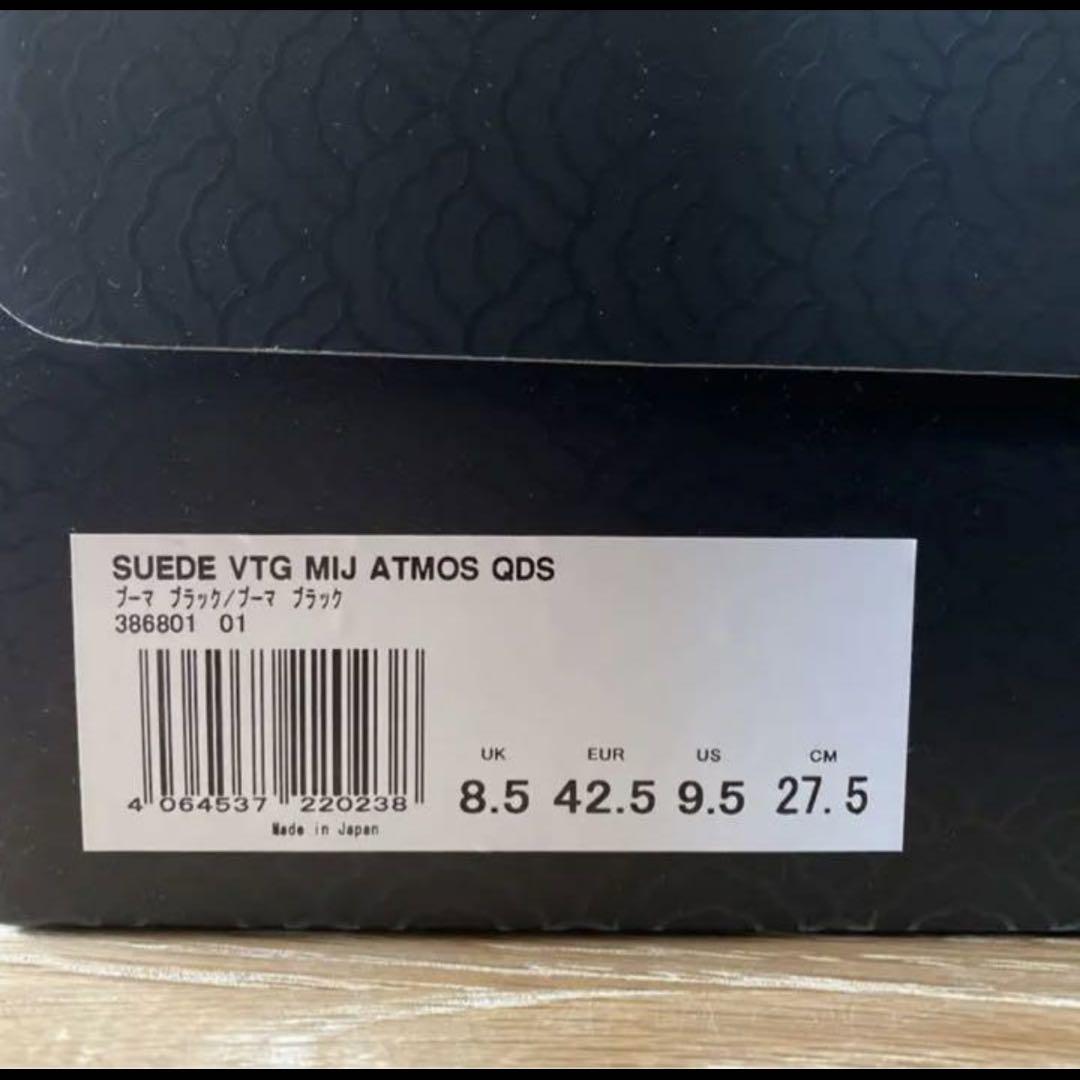 SUEDE VTG MIJ ATMOS QDS
プーマ ブラック/プーマ ブラック
386801 01
4 064537 220238
Made in Japan
UK EUR US CM
8.5 42.5 9.5 27.5